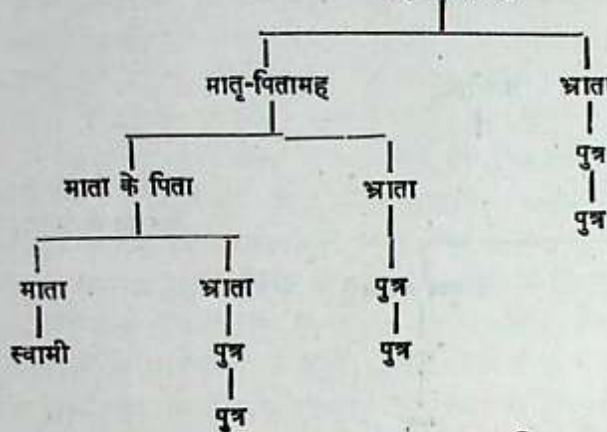 मातृ-पितामह भ्राता
पुत्र
माता के पिता भ्राता
पुत्र
माता भ्राता पुत्र
स्वामी पुत्र पुत्र
पुत्र